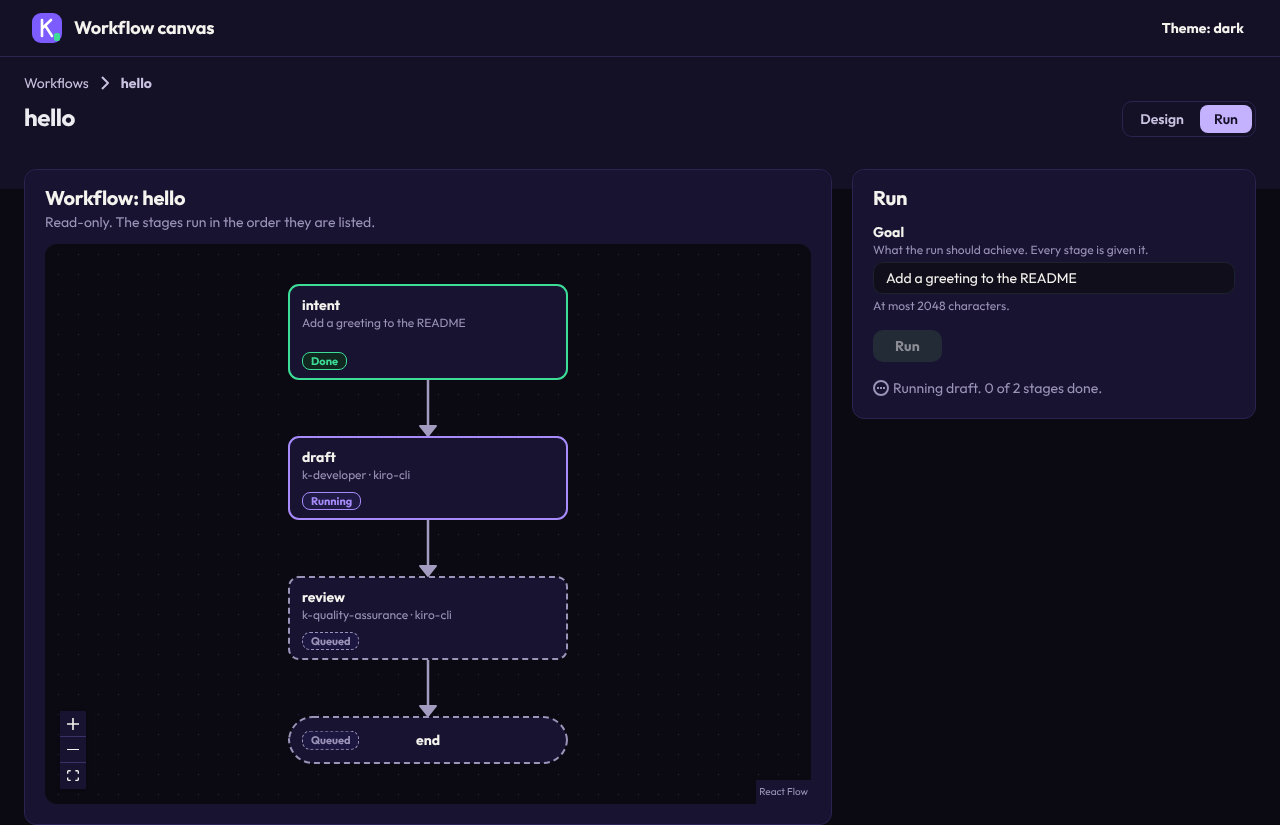 K
Workflow canvas
Theme: dark
Workflows
hello
hello
Design
Run
Workflow: hello
Read-only. The stages run in the order they are listed.
intent
Add a greeting to the README
Done
draft
k-developer · kiro-cli
Running
review
k-quality-assurance · kiro-cli
Queued
Queued
end
React Flow
Run
Goal
What the run should achieve. Every stage is given it.
Add a greeting to the README
At most 2048 characters.
Run
Running draft. 0 of 2 stages done.